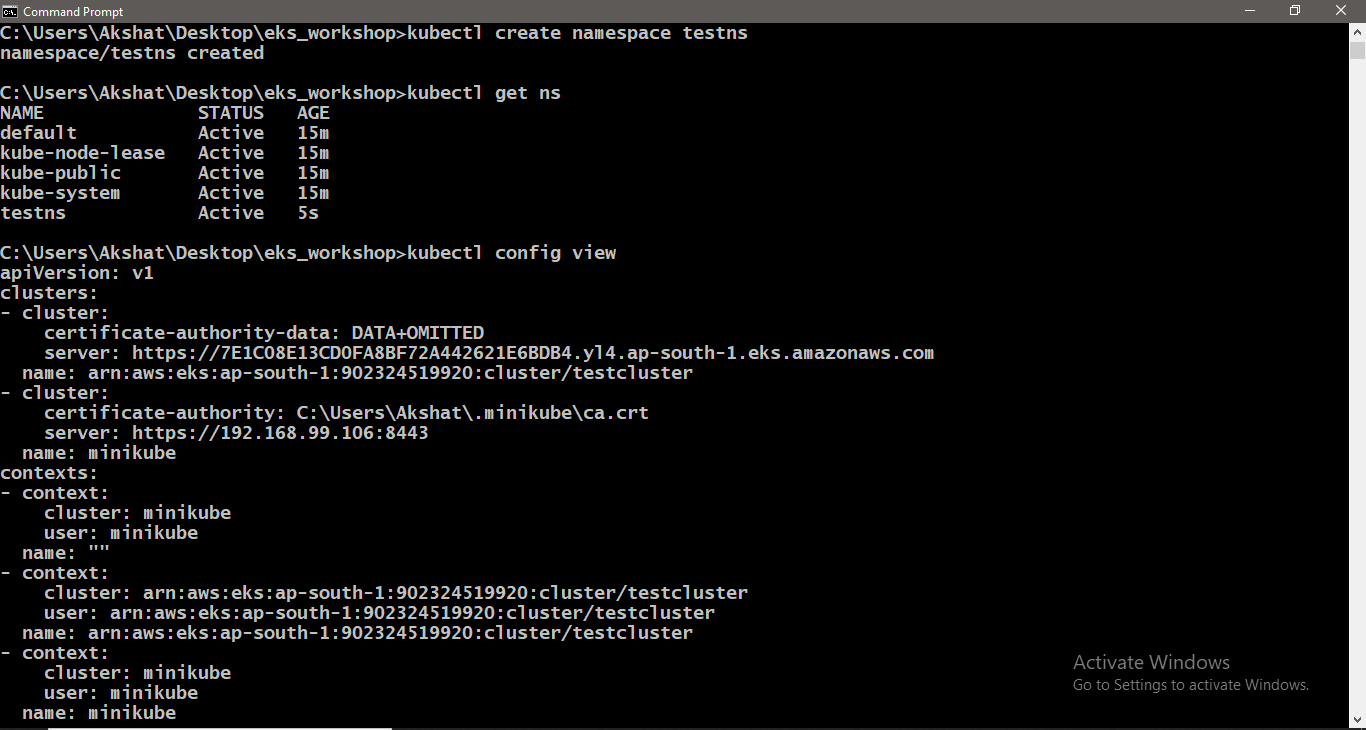 Command Prompt
C:\Users\Akshat\Desktop\eks_workshop>kubectl create namespace testns
namespace/testns created
C:\Users\Akshat\Desktop\eks_workshop>kubectl get ns
NAME              STATUS   AGE
default           Active   15m
kube-node-lease   Active   15m
kube-public       Active   15m
kube-system       Active   15m
testns            Active   5s
C:\Users\Akshat\Desktop\eks_workshop>kubectl config view
apiVersion: v1
clusters:
- cluster:
    certificate-authority-data: DATA+OMITTED
    server: https://7E1C08E13CD0FA8BF72A442621E6BDB4.yl4.ap-south-1.eks.amazonaws.com
  name: arn:aws:eks:ap-south-1:902324519920:cluster/testcluster
- cluster:
    certificate-authority: C:\Users\Akshat\.minikube\ca.crt
    server: https://192.168.99.106:8443
  name: minikube
contexts:
- context:
    cluster: minikube
    user: minikube
  name: ""
- context:
    cluster: arn:aws:eks:ap-south-1:902324519920:cluster/testcluster
    user: arn:aws:eks:ap-south-1:902324519920:cluster/testcluster
  name: arn:aws:eks:ap-south-1:902324519920:cluster/testcluster
- context:
    cluster: minikube
    user: minikube
  name: minikube
Activate Windows
Go to Settings to activate Windows.